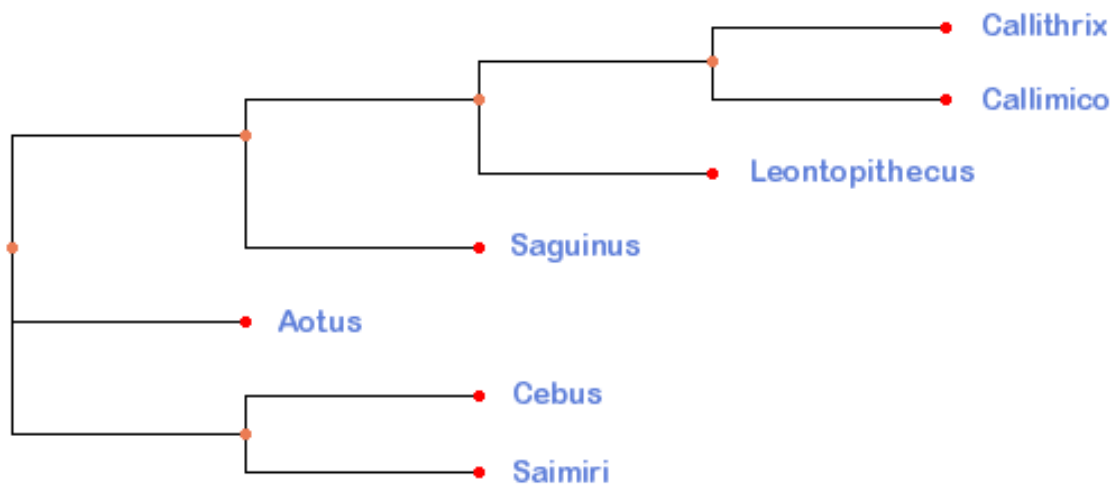 Callithrix
Callimico
Leontopithecus
Saguinus
Aotus
Cebus
Saimiri